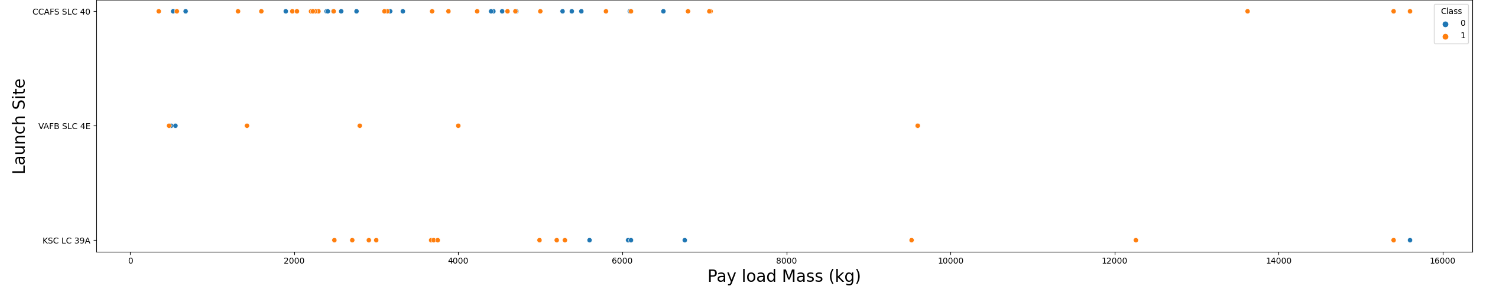 CCAFS SLC 40
VAFB SLC 4E
KSC LC 39A
Launch Site
0 2000 4000 6000 8000 10000 12000 14000 16000
Pay load Mass (kg)
Class
0
1